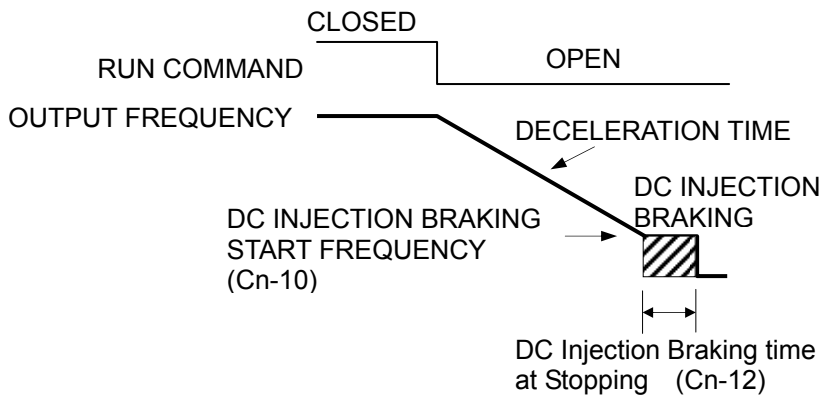 CLOSED
RUN COMMAND
OPEN
OUTPUT FREQUENCY
DECELERATION TIME
DC INJECTION
BRAKING
DC INJECTION BRAKING
START FREQUENCY
(Cn-10)
DC Injection Braking time
at Stopping (Cn-12)